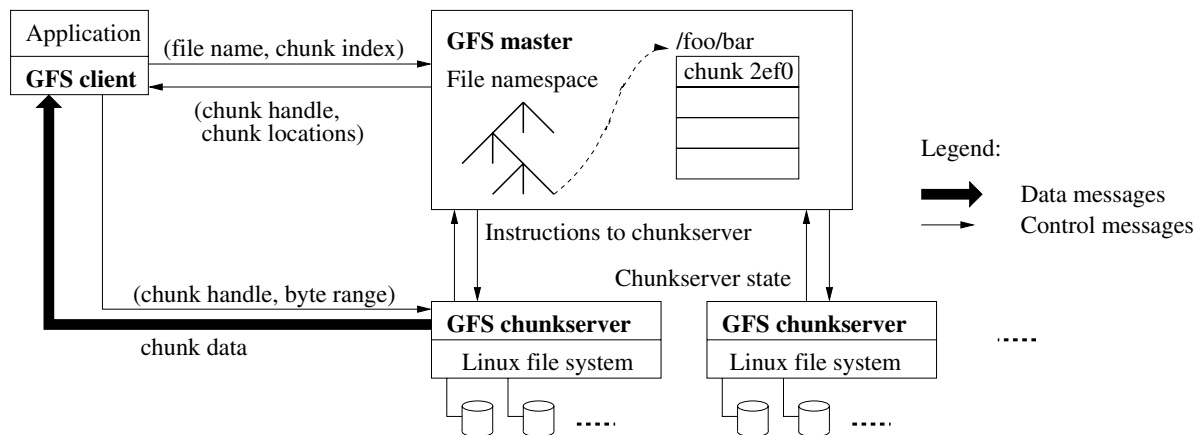 Application
GFS client
(file name, chunk index)
(chunk handle,
chunk locations)
GFS master
File namespace
/foo/bar
chunk 2ef0
Legend:
Data messages
Control messages
Instructions to chunkserver
Chunkserver state
(chunk handle, byte range)
chunk data
GFS chunkserver
Linux file system
GFS chunkserver
Linux file system